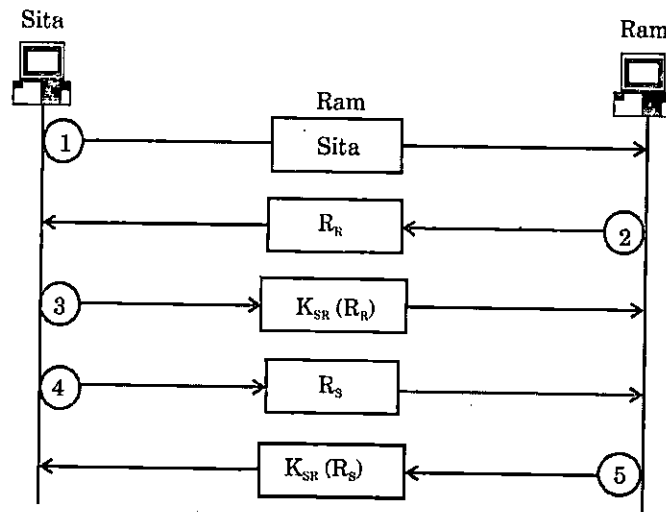 Sita
Ram
Ram
1
Sita
R_R
2
3
K_SR (R_R)
4
R_S
K_SR (R_S)
5